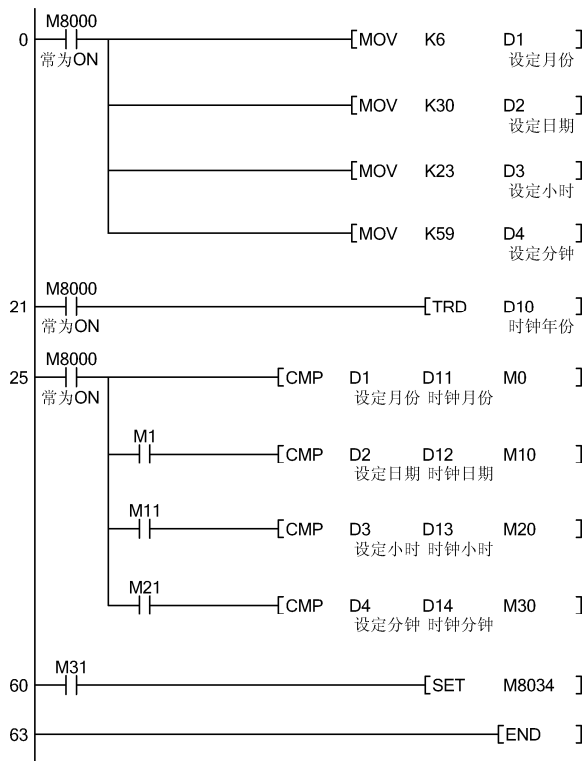 M8000
0 [MOV K6 D1 ]
常为ON 设定月份
[MOV K30 D2 ]
设定日期
[MOV K23 D3 ]
设定小时
[MOV K59 D4 ]
设定分钟
M8000
21 [TRD D10 ]
常为ON 时钟年份
M8000
25 [CMP D1 D11 M0 ]
常为ON 设定月份 时钟月份
M1
[CMP D2 D12 M10 ]
设定日期 时钟日期
M11
[CMP D3 D13 M20 ]
设定小时 时钟小时
M21
[CMP D4 D14 M30 ]
设定分钟 时钟分钟
M31
60 [SET M8034 ]
63 [END ]